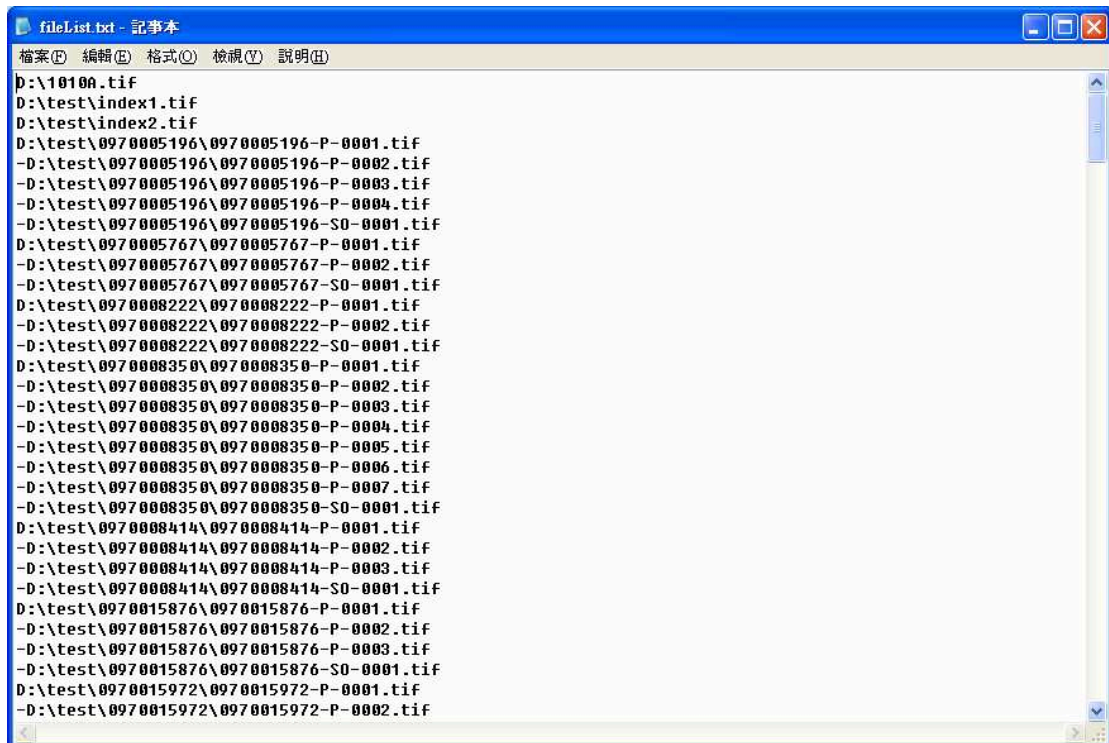 fileList.txt - 記事本
檔案(F) 編輯(E) 格式(O) 檢視(V) 說明(H)
D:\1010A.tif
D:\test\index1.tif
D:\test\index2.tif
D:\test\0970005196\0970005196-P-0001.tif
-D:\test\0970005196\0970005196-P-0002.tif
-D:\test\0970005196\0970005196-P-0003.tif
-D:\test\0970005196\0970005196-P-0004.tif
-D:\test\0970005196\0970005196-SO-0001.tif
D:\test\0970005767\0970005767-P-0001.tif
-D:\test\0970005767\0970005767-P-0002.tif
-D:\test\0970005767\0970005767-SO-0001.tif
D:\test\0970008222\0970008222-P-0001.tif
-D:\test\0970008222\0970008222-P-0002.tif
-D:\test\0970008222\0970008222-SO-0001.tif
D:\test\0970008350\0970008350-P-0001.tif
-D:\test\0970008350\0970008350-P-0002.tif
-D:\test\0970008350\0970008350-P-0003.tif
-D:\test\0970008350\0970008350-P-0004.tif
-D:\test\0970008350\0970008350-P-0005.tif
-D:\test\0970008350\0970008350-P-0006.tif
-D:\test\0970008350\0970008350-P-0007.tif
-D:\test\0970008350\0970008350-SO-0001.tif
D:\test\0970008414\0970008414-P-0001.tif
-D:\test\0970008414\0970008414-P-0002.tif
-D:\test\0970008414\0970008414-P-0003.tif
-D:\test\0970008414\0970008414-SO-0001.tif
D:\test\0970015876\0970015876-P-0001.tif
-D:\test\0970015876\0970015876-P-0002.tif
-D:\test\0970015876\0970015876-P-0003.tif
-D:\test\0970015876\0970015876-SO-0001.tif
D:\test\0970015972\0970015972-P-0001.tif
-D:\test\0970015972\0970015972-P-0002.tif